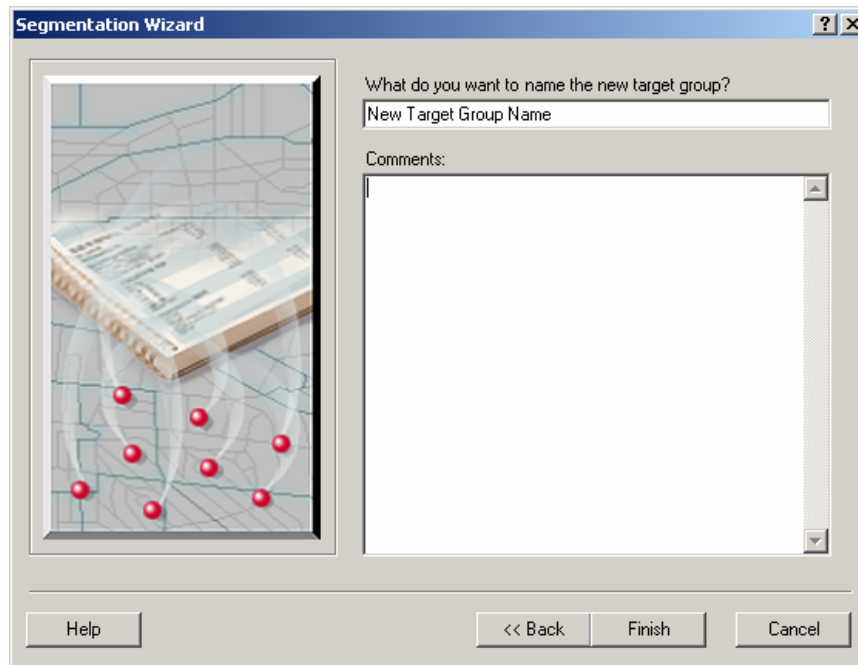 Segmentation Wizard
What do you want to name the new target group?
New Target Group Name
Comments:
Help
<< Back
Finish
Cancel